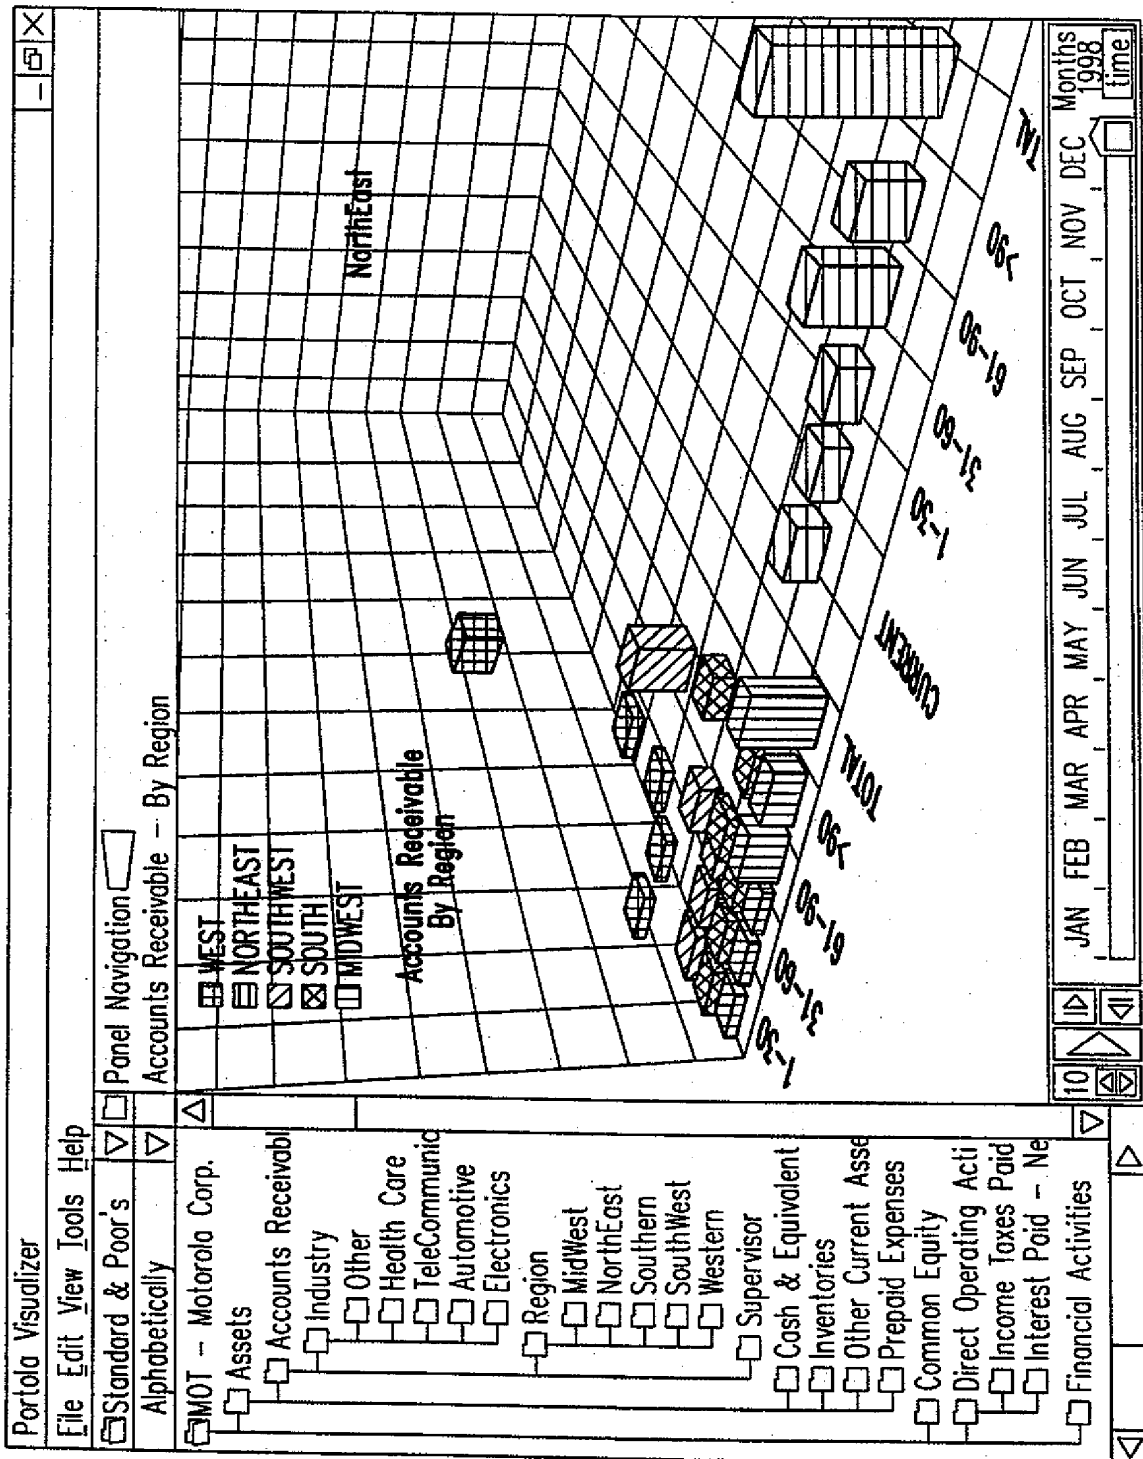 Portola Visualizer
File Edit View Tools Help
Standard & Poor's
Panel Navigation
Alphabetically
Accounts Receivable – By Region
MOT – Motorola Corp.
Assets
Accounts Receivabl
Industry
Other
Health Care
TeleCommunic
Automotive
Electronics
Region
MidWest
NorthEast
Southern
SouthWest
Western
Supervisor
Cash & Equivalent
Inventories
Other Current Asse
Prepaid Expenses
Common Equity
Direct Operating Acti
Income Taxes Paid
Interest Paid – Ne
Financial Activities
WEST
NORTHEAST
SOUTHWEST
SOUTH
MIDWEST
Accounts Receivable
By Region
NorthEast
1-30
31-60
61-90
>90
TOTAL
CURRENT
1-30
31-60
61-90
>90
TAL
10
JAN FEB MAR APR MAY JUN JUL AUG SEP OCT NOV DEC
Months
1998
time